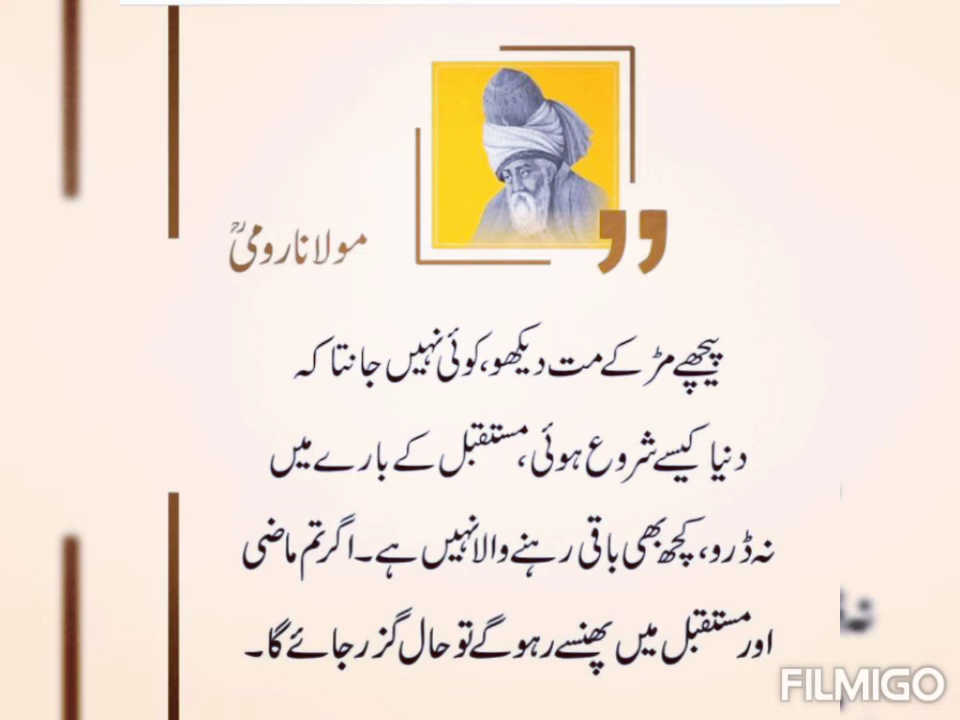 مولانا رومیؒ
پیچھے مڑ کے مت دیکھو، کوئی نہیں جانتا کہ
دنیا کیسے شروع ہوئی، مستقبل کے بارے میں
نہ ڈرو، کچھ بھی باقی رہنے والا نہیں ہے۔ اگر تم ماضی
اور مستقبل میں پھنسے رہو گے تو حال گزر جائے گا۔
FILMIGO